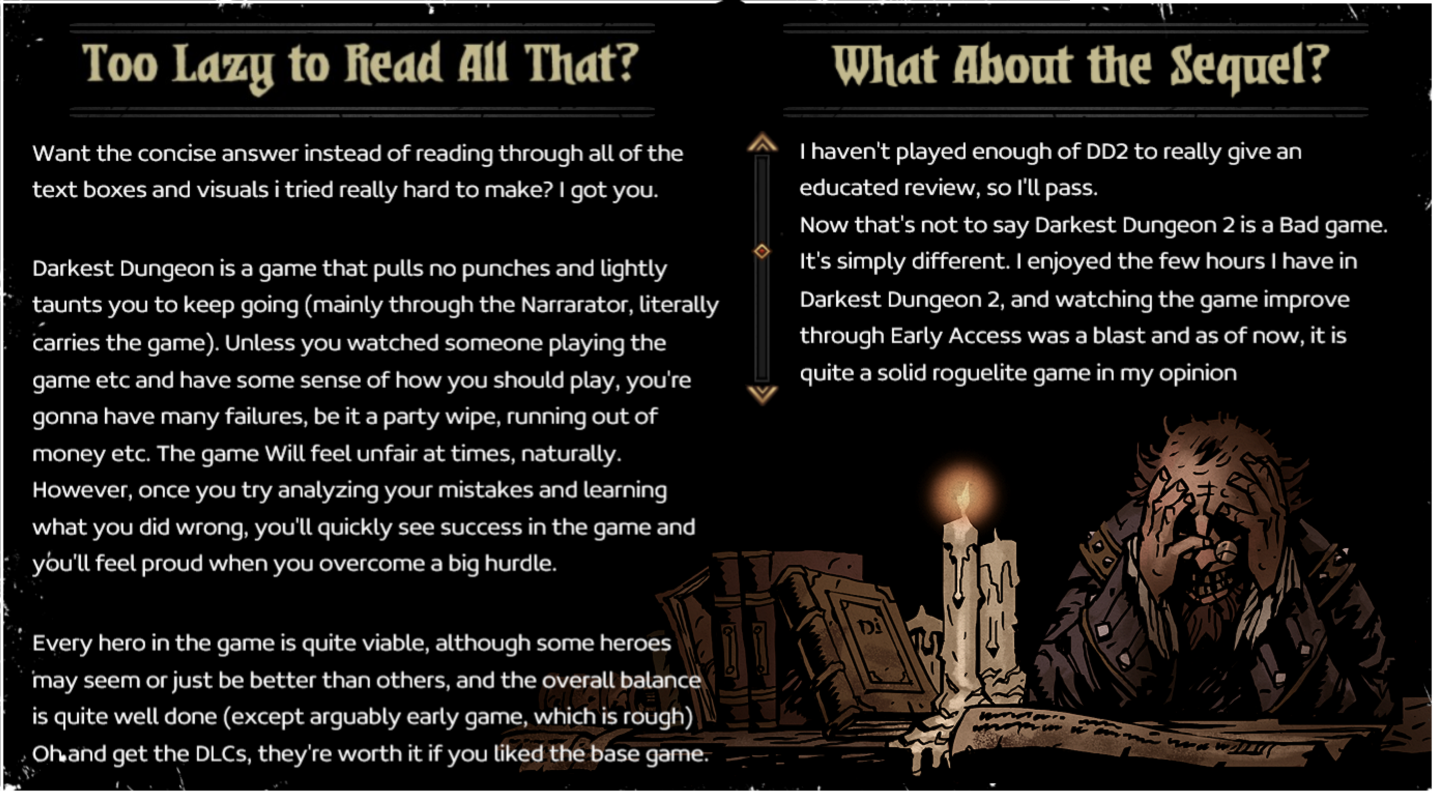 Too Lazy to Read All That?
Want the concise answer instead of reading through all of the
text boxes and visuals i tried really hard to make? I got you.
Darkest Dungeon is a game that pulls no punches and lightly
taunts you to keep going (mainly through the Narrarator, literally
carries the game). Unless you watched someone playing the
game etc and have some sense of how you should play, you're
gonna have many failures, be it a party wipe, running out of
money etc. The game Will feel unfair at times, naturally.
However, once you try analyzing your mistakes and learning
what you did wrong, you'll quickly see success in the game and
you'll feel proud when you overcome a big hurdle.
Every hero in the game is quite viable, although some heroes
may seem or just be better than others, and the overall balance
is quite well done (except arguably early game, which is rough)
Oh and get the DLCs, they're worth it if you liked the base game.
What About the Sequel?
I haven't played enough of DD2 to really give an
educated review, so I'll pass.
Now that's not to say Darkest Dungeon 2 is a Bad game.
It's simply different. I enjoyed the few hours I have in
Darkest Dungeon 2, and watching the game improve
through Early Access was a blast and as of now, it is
quite a solid roguelite game in my opinion